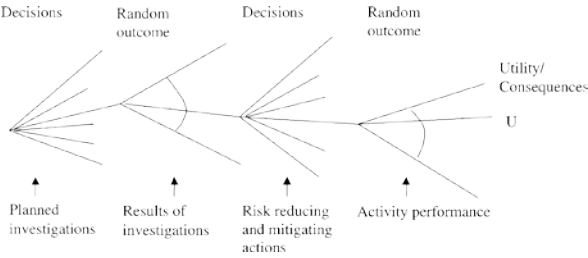 Decisions
Random
outcome
Decisions
Random
outcome
Utility/
Consequences
U
Planned
investigations
Results of
investigations
Risk reducing
and mitigating
actions
Activity performance